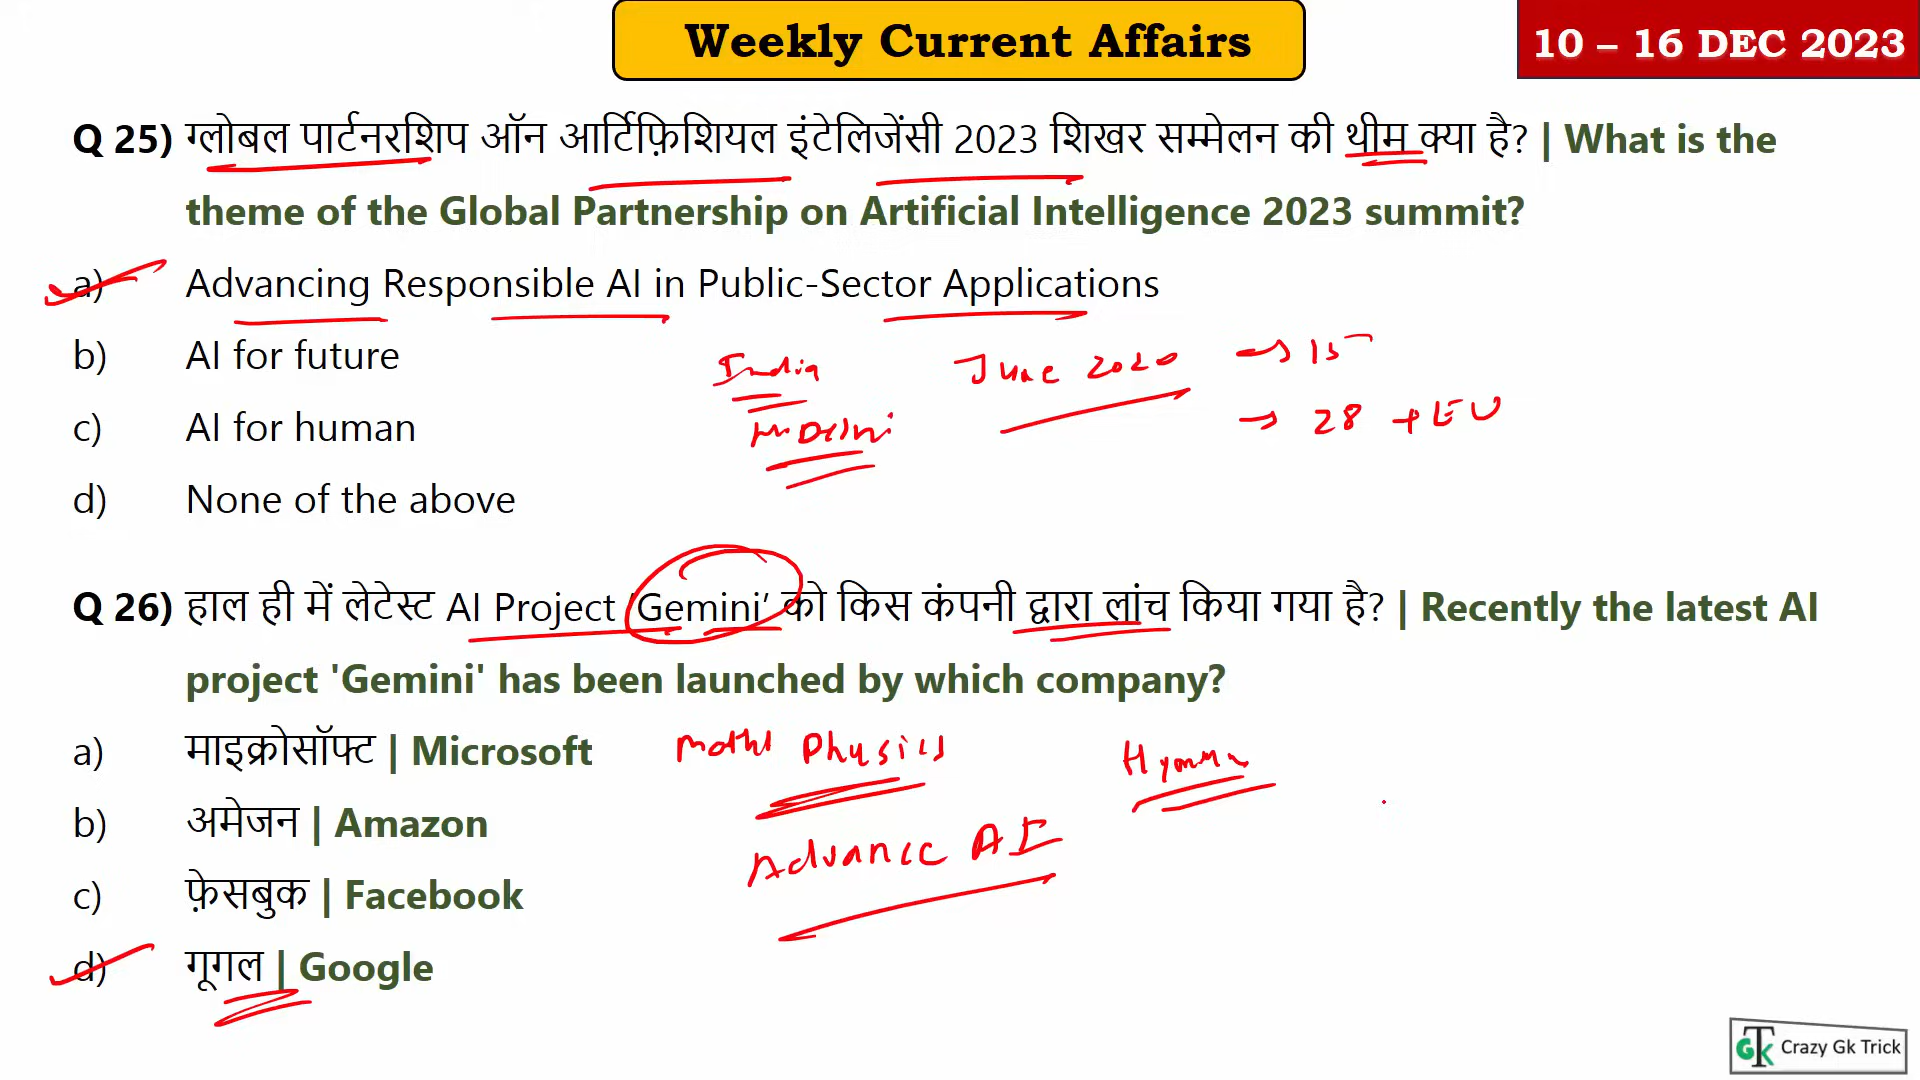 Weekly Current Affairs
10 – 16 DEC 2023
Q 25) ग्लोबल पार्टनरशिप ऑन आर्टिफ़िशियल इंटेलिजेंसी 2023 शिखर सम्मेलन की थीम क्या है? | What is the
theme of the Global Partnership on Artificial Intelligence 2023 summit?
a) Advancing Responsible AI in Public-Sector Applications
b) AI for future
India June 2020 → 15
c) AI for human
Delhi → 28 + EU
d) None of the above
Q 26) हाल ही में लेटेस्ट AI Project ‘Gemini’ को किस कंपनी द्वारा लांच किया गया है? | Recently the latest AI
project 'Gemini' has been launched by which company?
a) माइक्रोसॉफ्ट | Microsoft
Physics
b) अमेजन | Amazon
Advance AI
c) फ़ेसबुक | Facebook
d) गूगल | Google
GTK Crazy Gk Trick